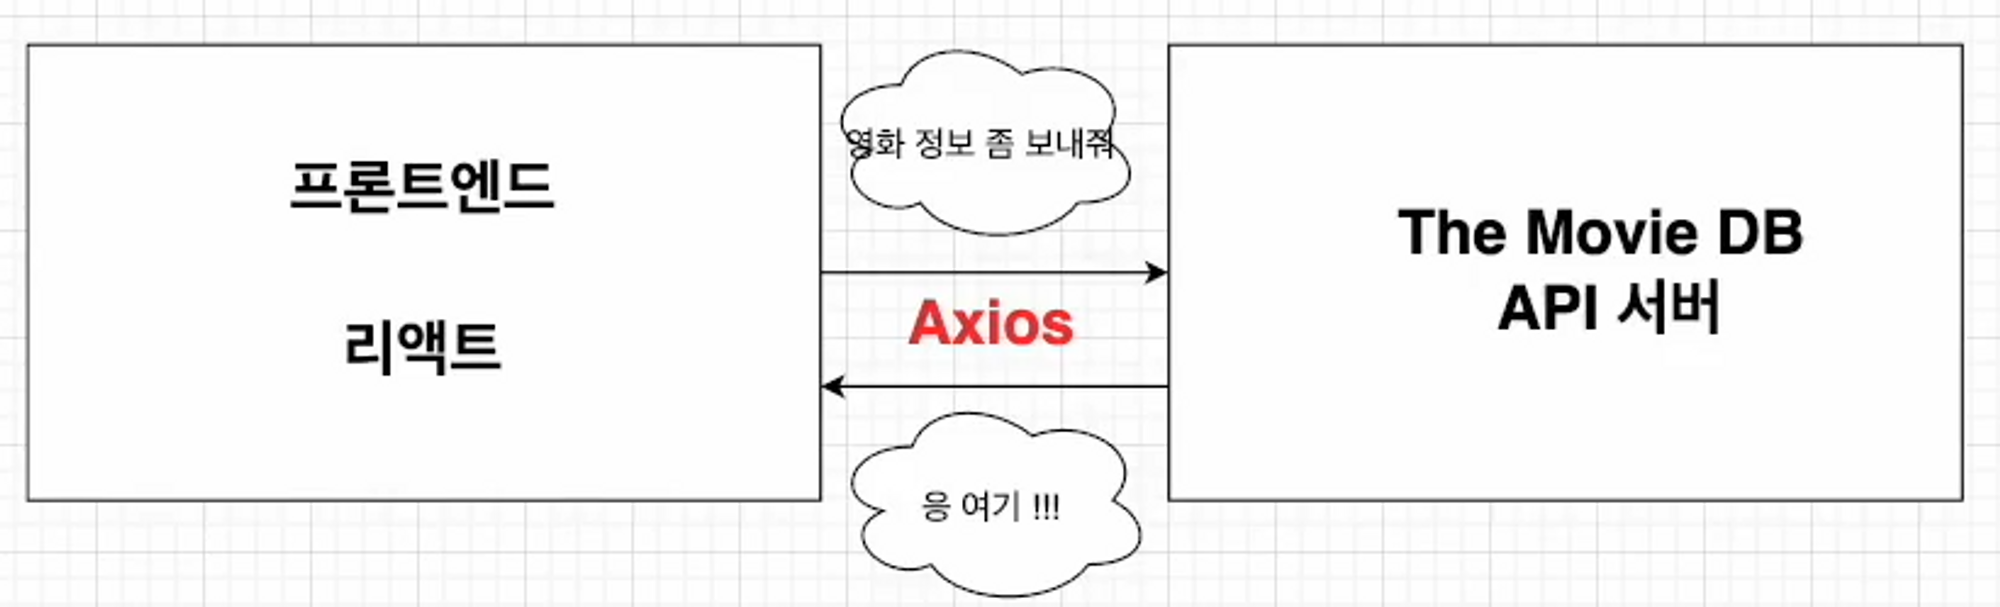 프론트엔드
리액트
영화 정보 좀 보내줘
Axios
응 여기 !!!
The Movie DB
API 서버